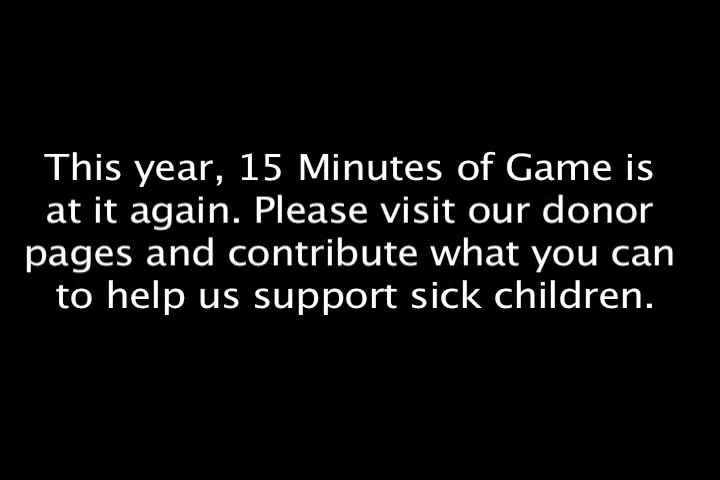 This year, 15 Minutes of Game is
at it again. Please visit our donor
pages and contribute what you can
to help us support sick children.